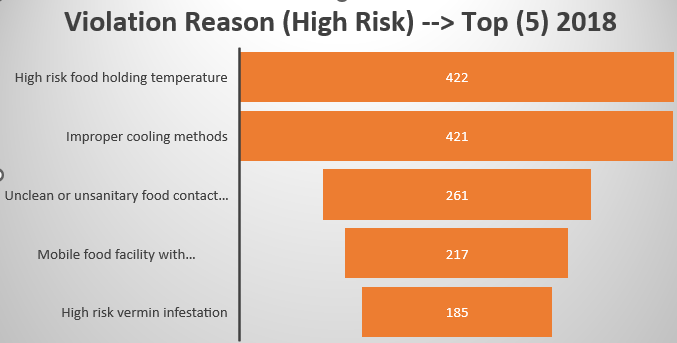 Violation Reason (High Risk) --> Top (5) 2018
High risk food holding temperature
422
Improper cooling methods
421
Unclean or unsanitary food contact...
261
Mobile food facility with...
217
High risk vermin infestation
185